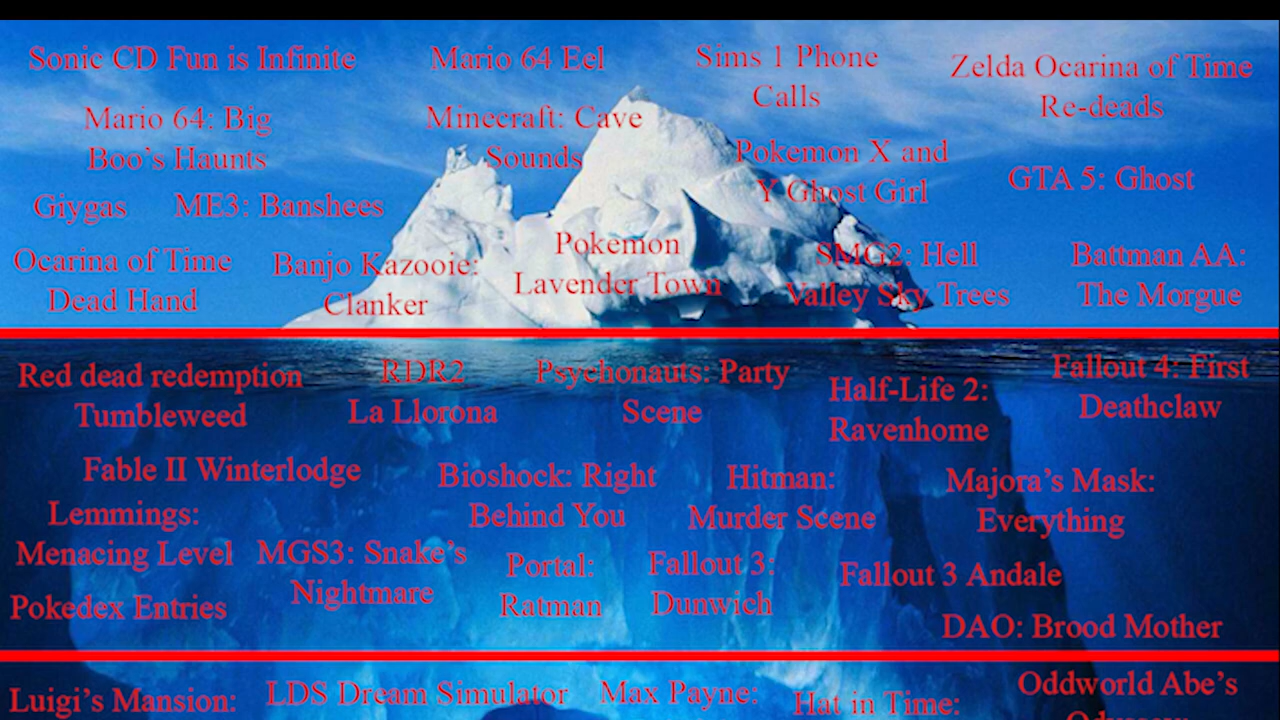 Sonic CD Fun is Infinite
Mario 64 Eel
Sims 1 Phone
Calls
Zelda Ocarina of Time
Re-deads
Mario 64: Big
Boo's Haunts
Minecraft: Cave
Sounds
Pokemon X and
Y Ghost Girl
GTA 5: Ghost
Giygas
ME3: Banshees
Ocarina of Time
Dead Hand
Banjo Kazooie:
Clanker
Pokemon
Lavender Town
SMG2: Hell
Valley Sky Trees
Battman AA:
The Morgue
Red dead redemption
Tumbleweed
RDR2
La Llorona
Psychonauts: Party
Scene
Half-Life 2:
Ravenhome
Fallout 4: First
Deathclaw
Fable II Winterlodge
Bioshock: Right
Behind You
Hitman:
Murder Scene
Majora's Mask:
Everything
Lemmings:
Menacing Level
MGS3: Snake's
Nightmare
Portal:
Ratman
Fallout 3:
Dunwich
Fallout 3 Andale
Pokedex Entries
DAO: Brood Mother
Luigi's Mansion:
LDS Dream Simulator
Max Payne:
Hat in Time:
Oddworld Abe's